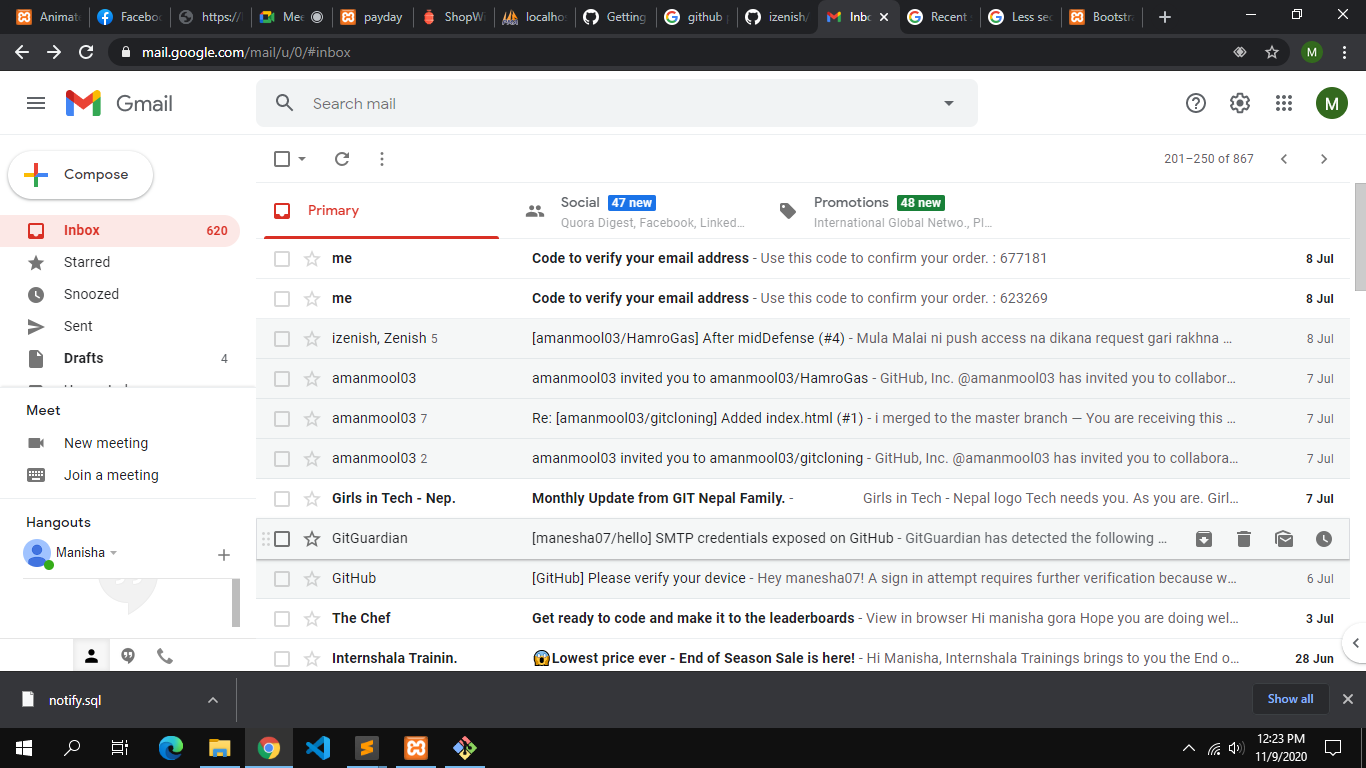 Animate
Facebo
https://
Mee
payday
ShopWi
localho
Getting
github
izenish/
Inbo
Recent
Less sec
Bootstra
mail.google.com/mail/u/0/#inbox
M
Gmail
Search mail
M
Compose
201–250 of 867
Primary
Social 47 new
Quora Digest, Facebook, Linked…
Promotions 48 new
International Global Netwo., Pl…
Inbox 620
Starred
Snoozed
Sent
Drafts 4
Meet
New meeting
Join a meeting
Hangouts
Manisha
me Code to verify your email address - Use this code to confirm your order. : 677181 8 Jul
me Code to verify your email address - Use this code to confirm your order. : 623269 8 Jul
izenish, Zenish 5 [amanmool03/HamroGas] After midDefense (#4) - Mula Malai ni push access na dikana request gari rakhna … 8 Jul
amanmool03 amanmool03 invited you to amanmool03/HamroGas - GitHub, Inc. @amanmool03 has invited you to collabor… 7 Jul
amanmool03 7 Re: [amanmool03/gitcloning] Added index.html (#1) - i merged to the master branch — You are receiving this … 7 Jul
amanmool03 2 amanmool03 invited you to amanmool03/gitcloning - GitHub, Inc. @amanmool03 has invited you to collabora… 7 Jul
Girls in Tech - Nep. Monthly Update from GIT Nepal Family. - Girls in Tech - Nepal logo Tech needs you. As you are. Girl… 7 Jul
GitGuardian [manesha07/hello] SMTP credentials exposed on GitHub - GitGuardian has detected the following …
GitHub [GitHub] Please verify your device - Hey manesha07! A sign in attempt requires further verification because w… 6 Jul
The Chef Get ready to code and make it to the leaderboards - View in browser Hi manisha gora Hope you are doing wel… 3 Jul
Internshala Trainin. 😱Lowest price ever - End of Season Sale is here! - Hi Manisha, Internshala Trainings brings to you the End o… 28 Jun
notify.sql
Show all
12:23 PM
11/9/2020